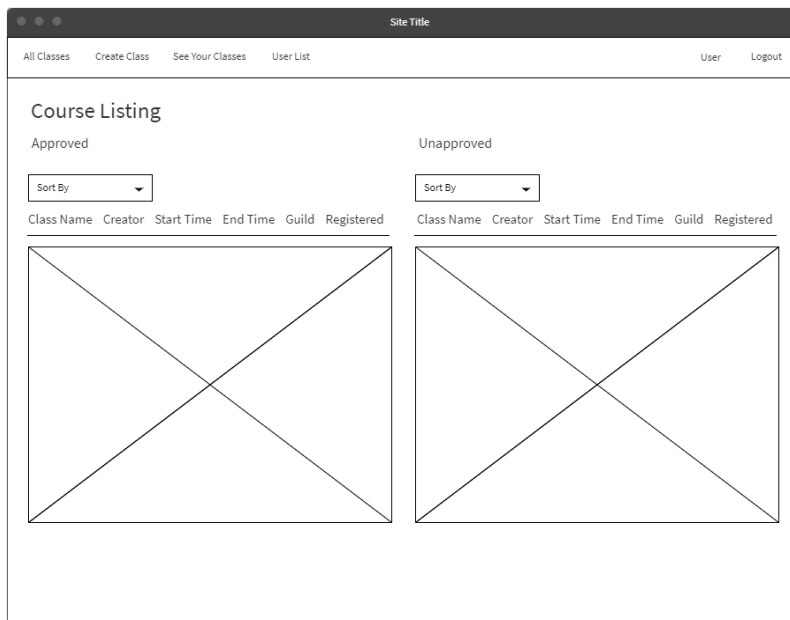 Site Title
All Classes Create Class See Your Classes User List User Logout
Course Listing
Approved Unapproved
Sort By Sort By
Class Name Creator Start Time End Time Guild Registered Class Name Creator Start Time End Time Guild Registered